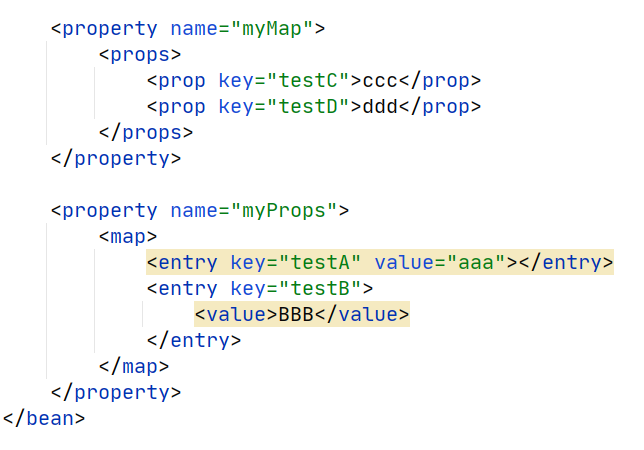 <property name="myMap">
<props>
<prop key="testC">ccc</prop>
<prop key="testD">ddd</prop>
</props>
</property>
<property name="myProps">
<map>
<entry key="testA" value="aaa"></entry>
<entry key="testB">
<value>BBB</value>
</entry>
</map>
</property>
</bean>